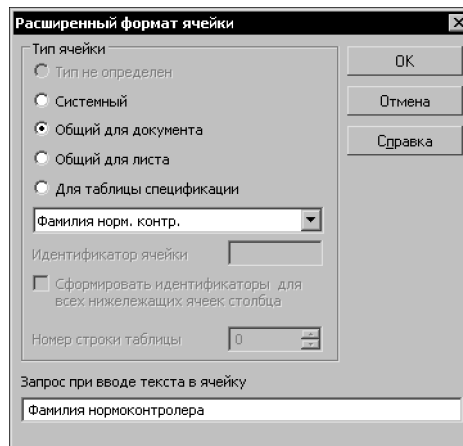 Расширенный формат ячейки
Тип ячейки
Тип не определен
ОК
Системный
Отмена
Общий для документа
Справка
Общий для листа
Для таблицы спецификации
Фамилия норм. контр.
Идентификатор ячейки
Сформировать идентификаторы для
всех нижележащих ячеек столбца
Номер строки таблицы 0
Запрос при вводе текста в ячейку
Фамилия нормоконтролера